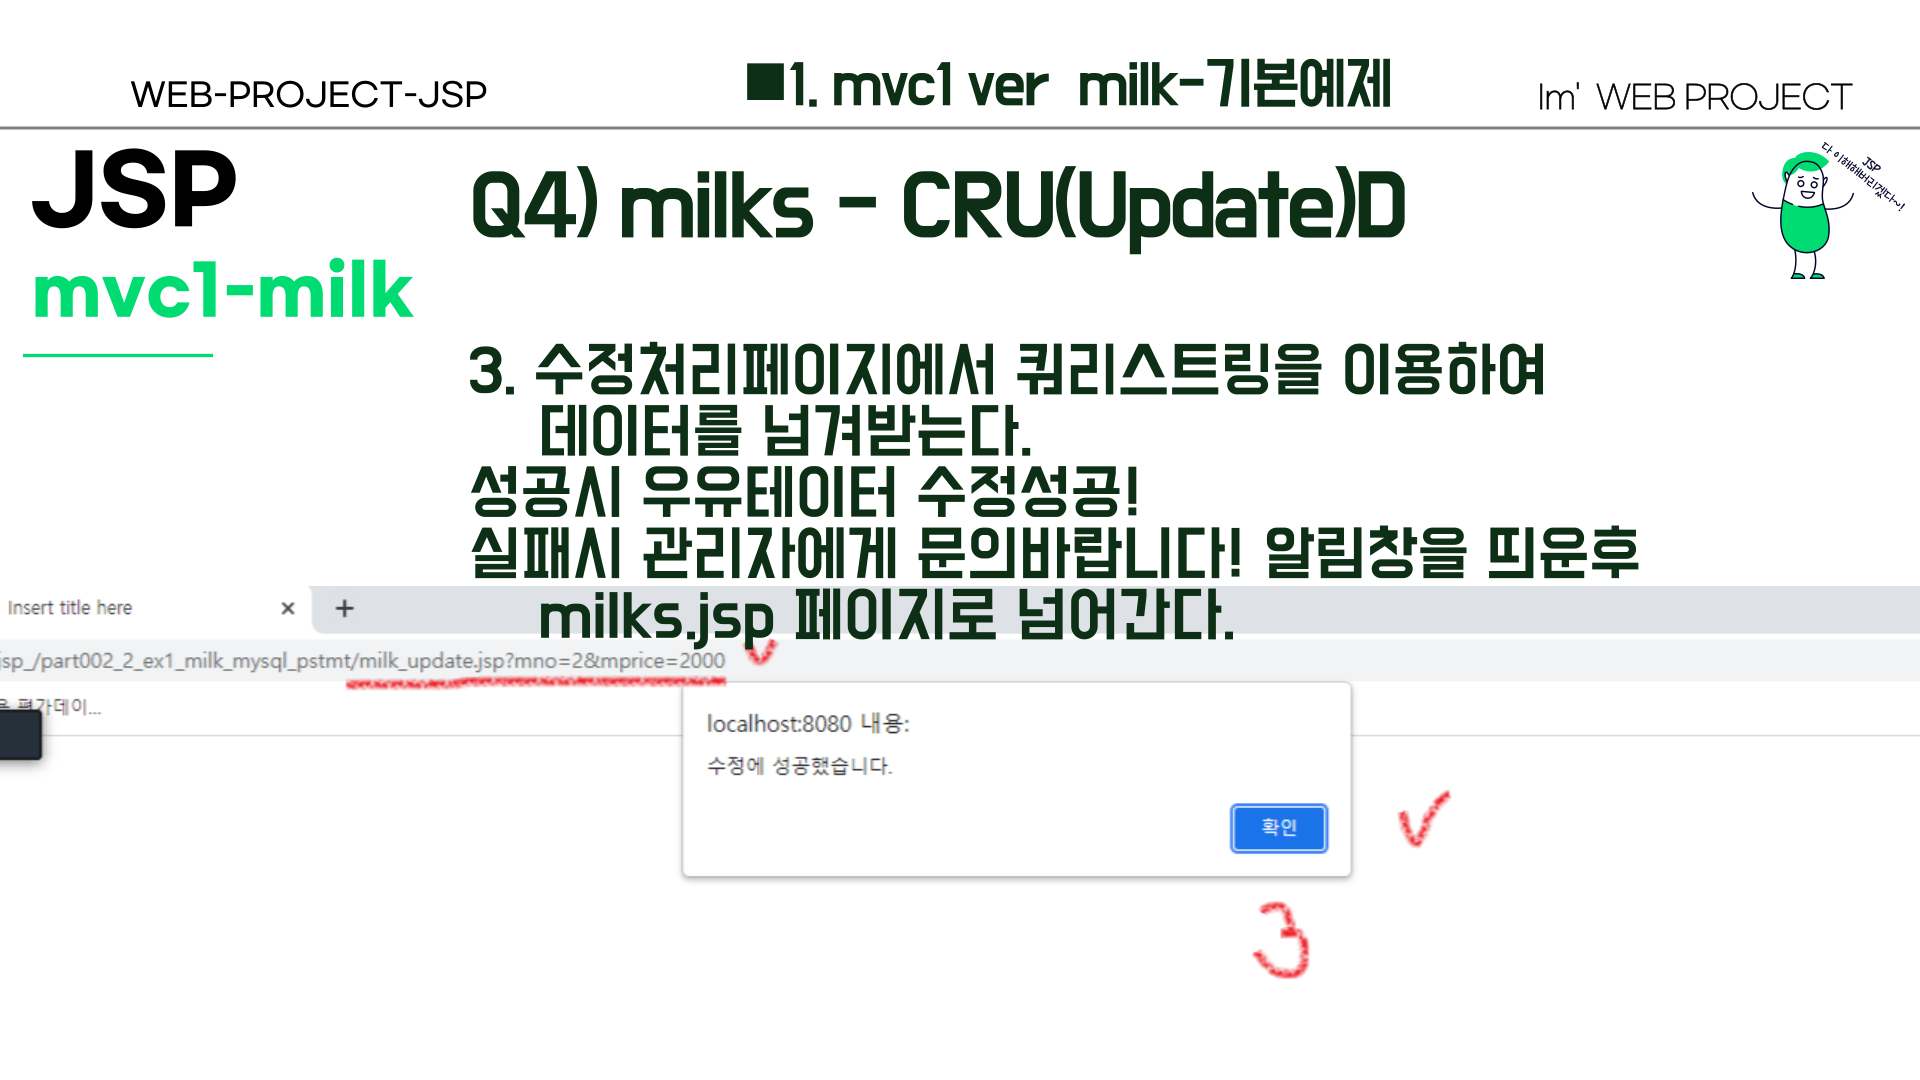 WEB-PROJECT-JSP
■1. mvc1 ver milk-기본예제
Im' WEB PROJECT
JSP
mvc1-milk
Q4) milks - CRU(Update)D
JSP
다 이해해버리겠다~!
3. 수정처리페이지에서 쿼리스트링을 이용하여
데이터를 넘겨받는다.
성공시 우유테이터 수정성공!
실패시 관리자에게 문의바랍니다! 알림창을 띄운후
milks.jsp 페이지로 넘어간다.
Insert title here
jsp_/part002_2_ex1_milk_mysql_pstmt/milk_update.jsp?mno=2&mprice=2000
평가데이...
localhost:8080 내용:
수정에 성공했습니다.
확인
3